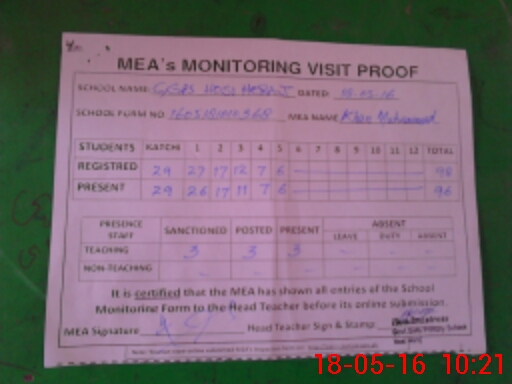 MEA's MONITORING VISIT PROOF
SCHOOL NAME: GGPS DATED: 18-05-16
SCHOOL FORM NO MEA NAME Khan Muhammad
STUDENTS KATCHI 1 2 3 4 5 6 7 8 9 10 11 12 TOTAL
REGISTRED 29 27 17 12 7 6 98
PRESENT 29 26 17 11 7 6 96
PRESENCE STAFF SANCTIONED POSTED PRESENT ABSENT
LEAVE DUTY ABSENT
TEACHING 3 3 3 - - -
NON-TEACHING - - - - - -
It is certified that the MEA has shown all entries of the School
Monitoring Form to the Head Teacher before its online submission.
MEA Signature Head Teacher Sign & Stamp:
18-05-16 10:21